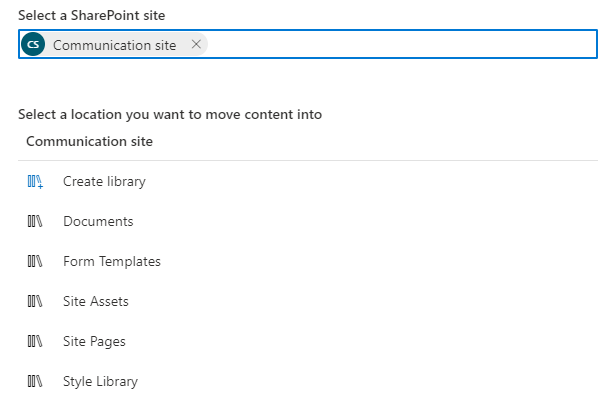 Select a SharePoint site
CS Communication site
Select a location you want to move content into
Communication site
Create library
Documents
Form Templates
Site Assets
Site Pages
Style Library